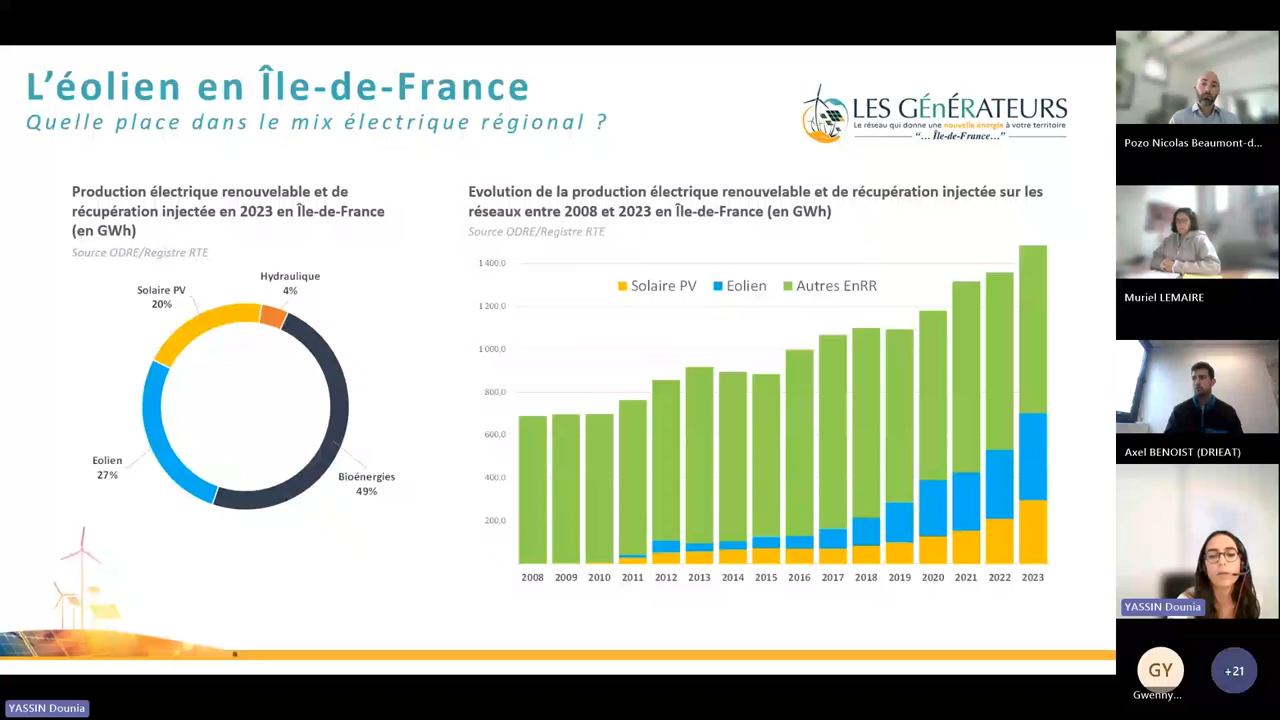 L'éolien en Île-de-France
Quelle place dans le mix électrique régional ?
LES GÉnÉRAtEURS
Le réseau qui donne une nouvelle énergie à votre territoire
“... Île-de-France...”
Production électrique renouvelable et de
récupération injectée en 2023 en Île-de-France
(en GWh)
Source ODRE/Registre RTE
Hydraulique
4%
Solaire PV
20%
Eolien
27%
Bioénergies
49%
Evolution de la production électrique renouvelable et de récupération injectée sur les
réseaux entre 2008 et 2023 en Île-de-France (en GWh)
Source ODRE/Registre RTE
Solaire PV Eolien Autres EnRR
1 400,0
1 200,0
1 000,0
800,0
600,0
400,0
200,0
2008 2009 2010 2011 2012 2013 2014 2015 2016 2017 2018 2019 2020 2021 2022 2023
Pozo Nicolas Beaumont-d...
Muriel LEMAIRE
Axel BENOIST (DRIEAT)
YASSIN Dounia
GY
+21
Gwenny...
YASSIN Dounia